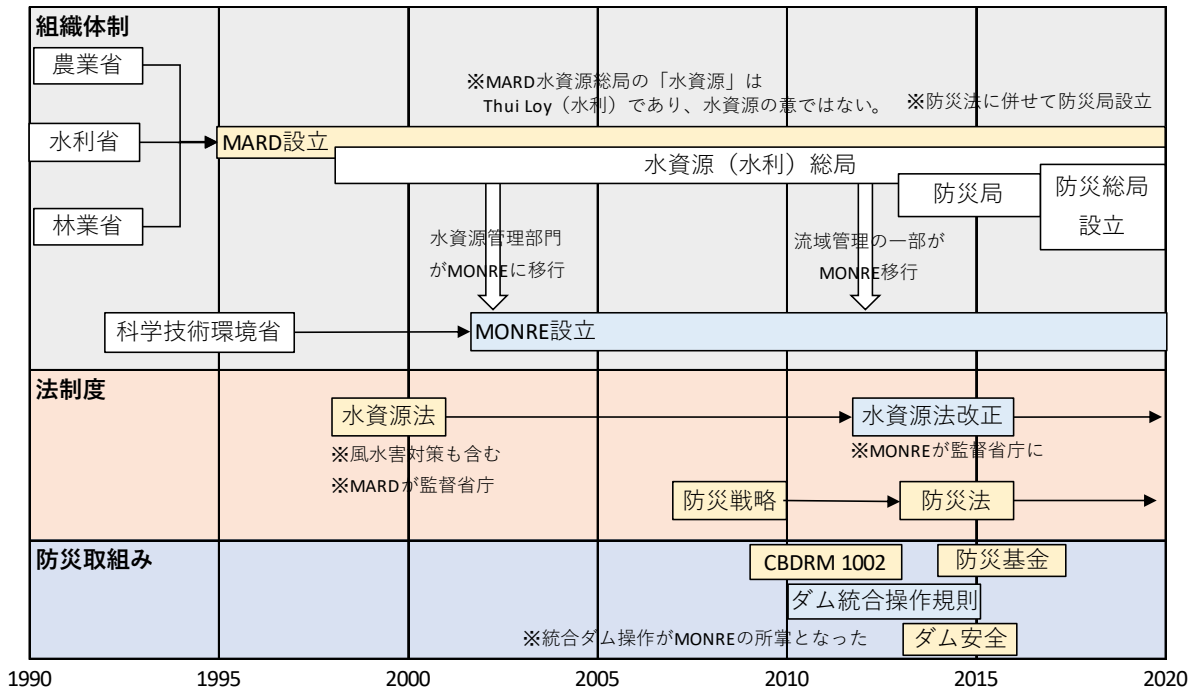 組織体制
農業省
水利省
林業省
※MARD水資源総局の「水資源」は
Thui Loy（水利）であり、水資源の意ではない。
※防災法に併せて防災局設立
MARD設立
水資源（水利）総局
防災局
防災総局
設立
水資源管理部門
がMONREに移行
流域管理の一部が
MONRE移行
科学技術環境省
MONRE設立
法制度
水資源法
※風水害対策も含む
※MARDが監督省庁
水資源法改正
※MONREが監督省庁に
防災戦略
防災法
防災取組み
CBDRM 1002
防災基金
ダム統合操作規則
※統合ダム操作がMONREの所掌となった
ダム安全
1990
1995
2000
2005
2010
2015
2020